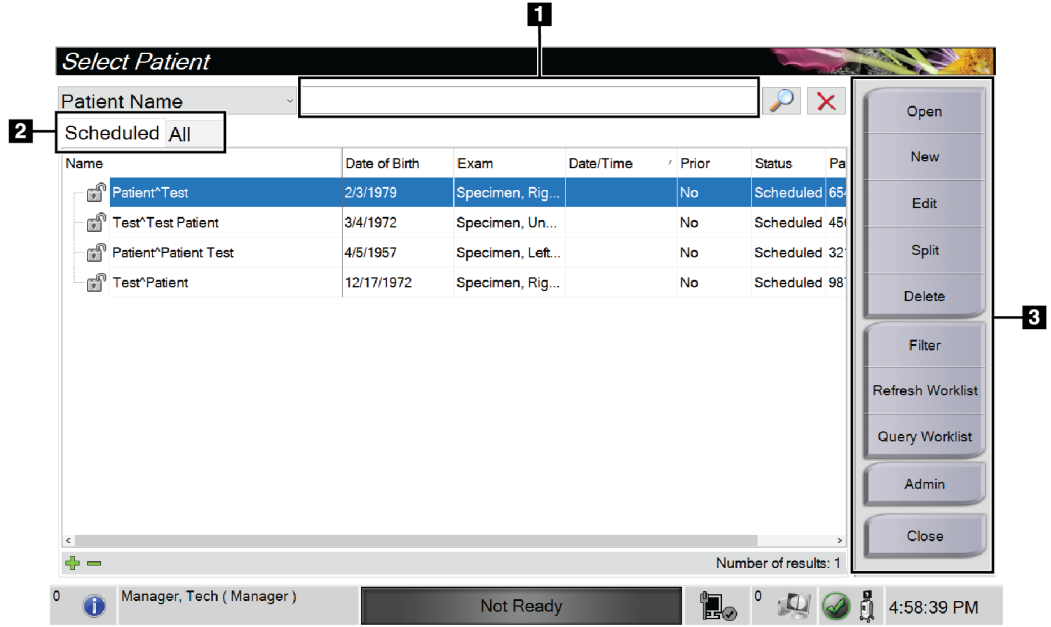 1
Select Patient
Patient Name
2
Scheduled All
Name Date of Birth Exam Date/Time Prior Status Pa
Patient^Test 2/3/1979 Specimen, Rig... No Scheduled 654
Test^Test Patient 3/4/1972 Specimen, Un... No Scheduled 456
Patient^Patient Test 4/5/1957 Specimen, Left... No Scheduled 321
Test^Patient 12/17/1972 Specimen, Rig... No Scheduled 987
Number of results: 1
Open
New
Edit
Split
Delete
3
Filter
Refresh Worklist
Query Worklist
Admin
Close
0 Manager, Tech ( Manager ) Not Ready 0 4:58:39 PM